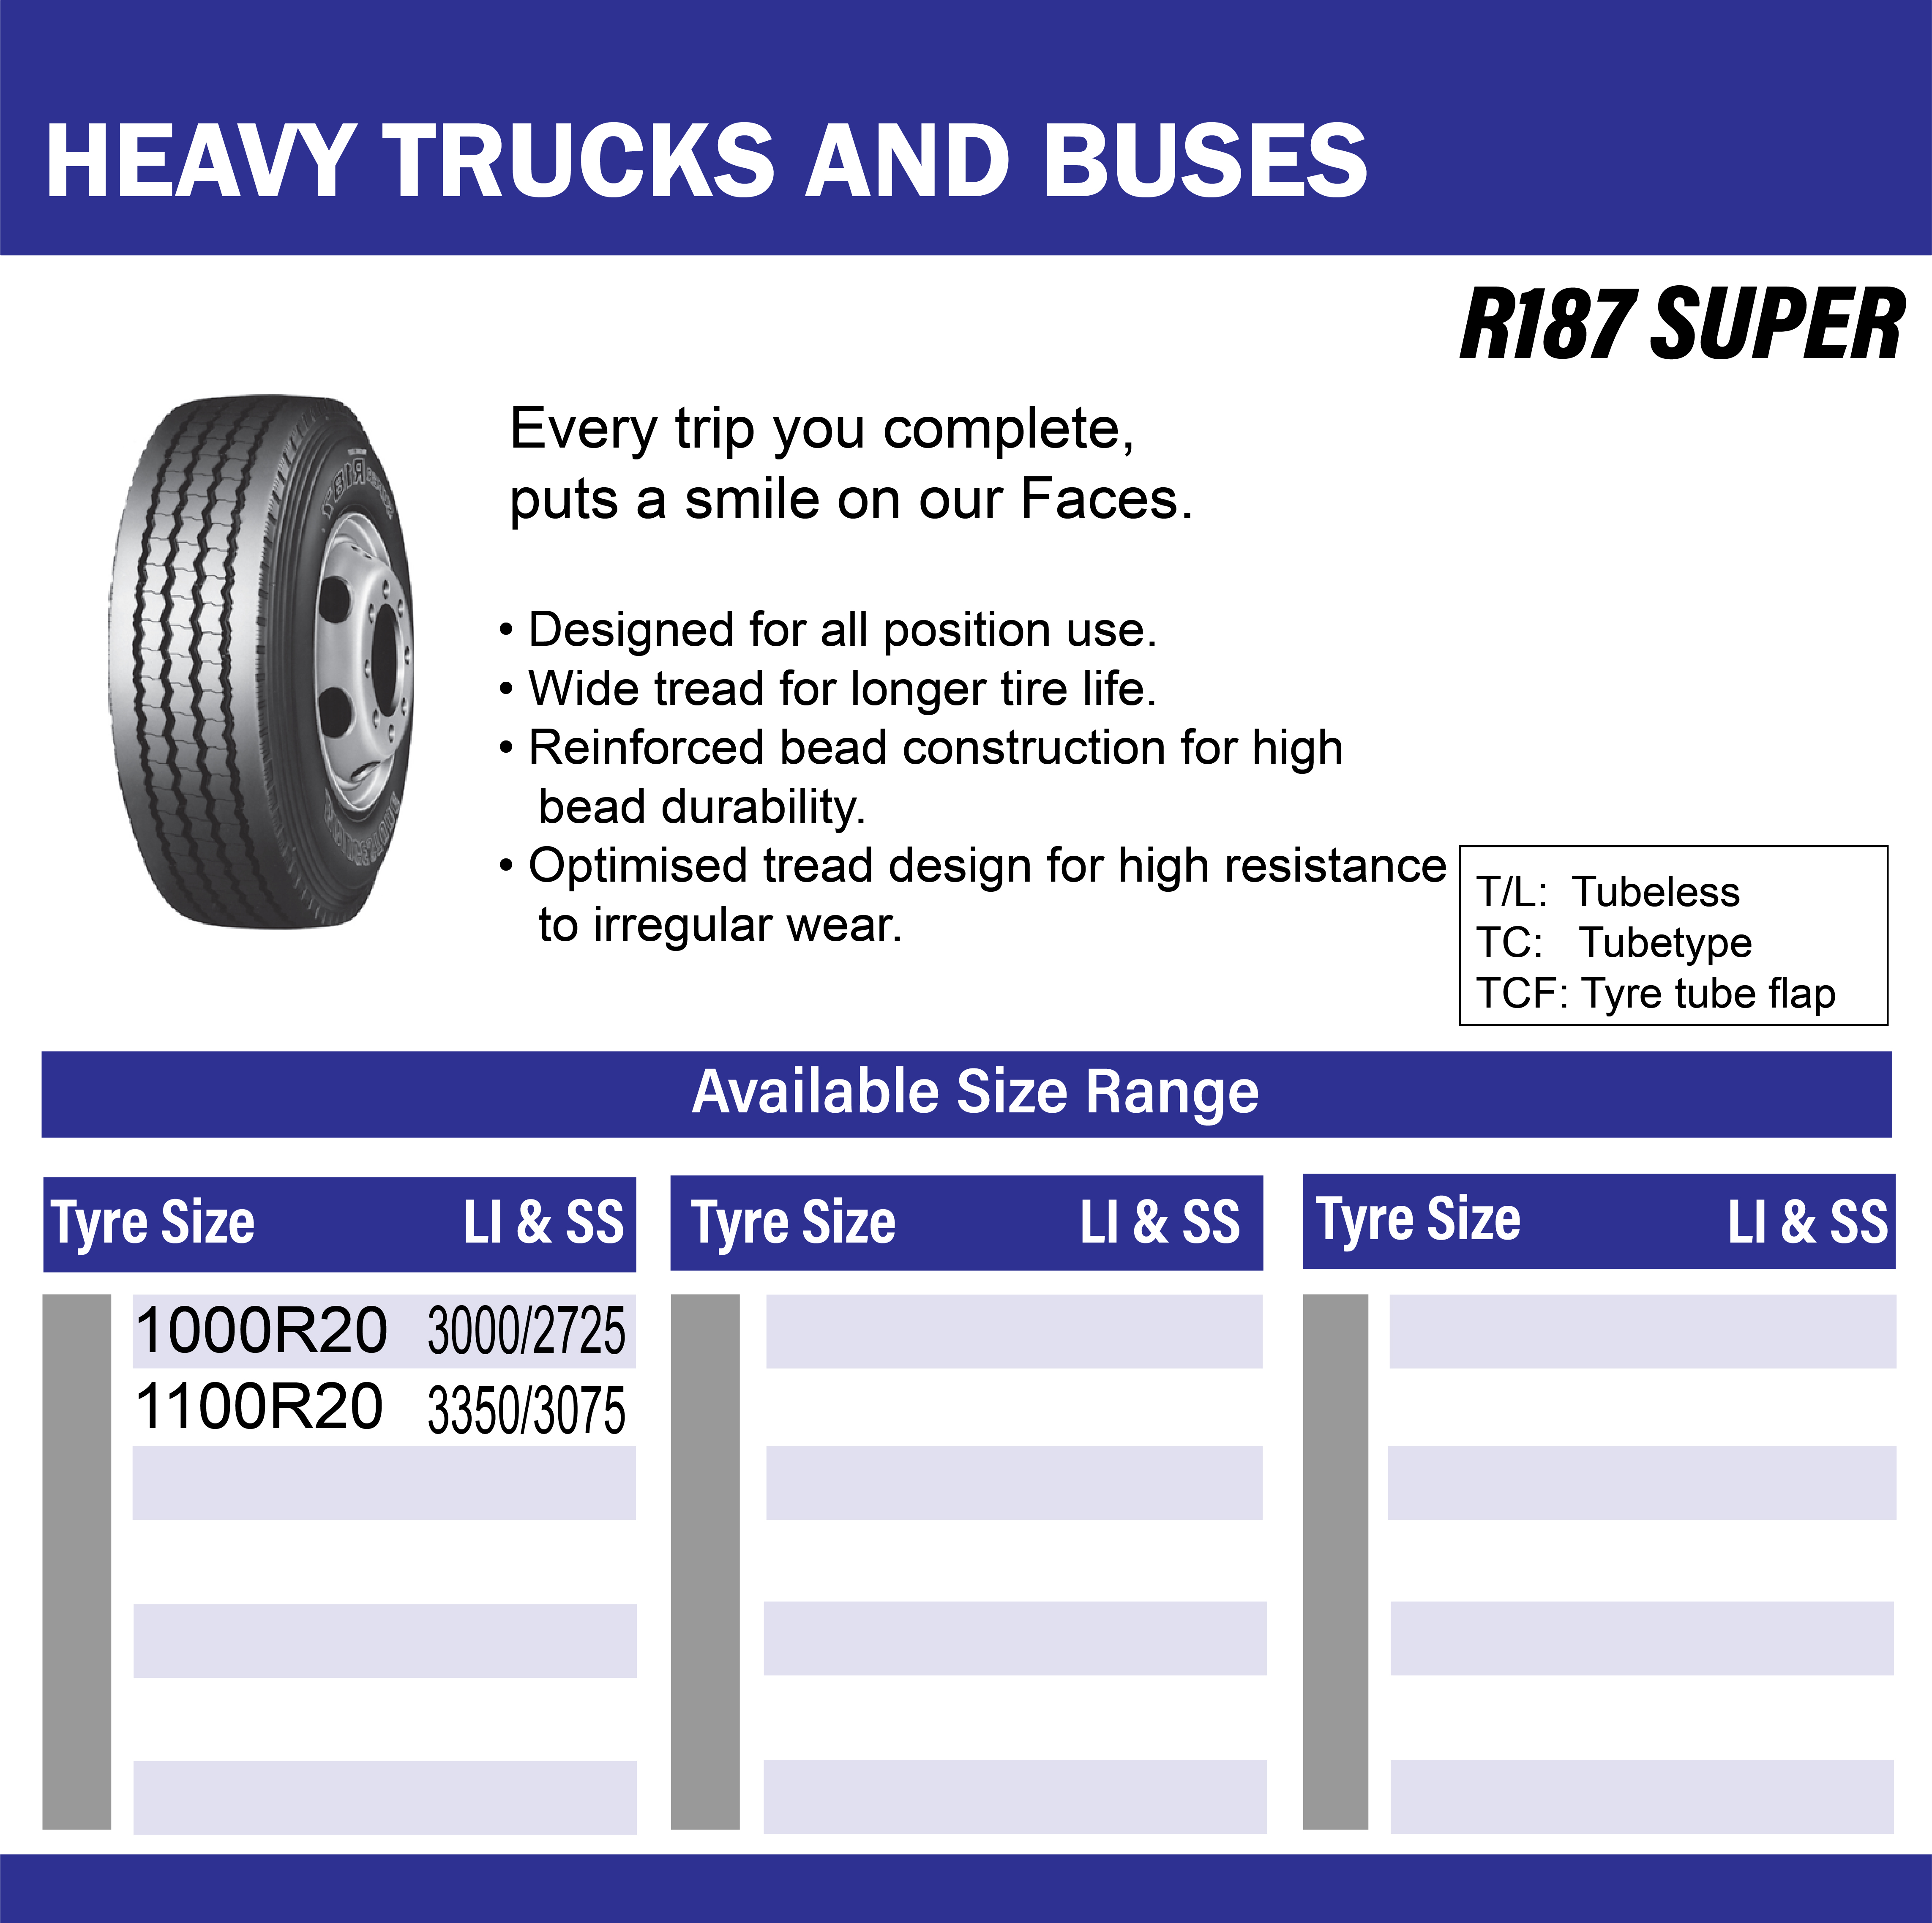 HEAVY TRUCKS AND BUSES
R187 SUPER
Every trip you complete,
puts a smile on our Faces.
• Designed for all position use.
• Wide tread for longer tire life.
• Reinforced bead construction for high
bead durability.
• Optimised tread design for high resistance
to irregular wear.
T/L: Tubeless
TC: Tubetype
TCF: Tyre tube flap
Available Size Range
Tyre Size LI & SS
1000R20 3000/2725
1100R20 3350/3075
Tyre Size LI & SS
Tyre Size LI & SS